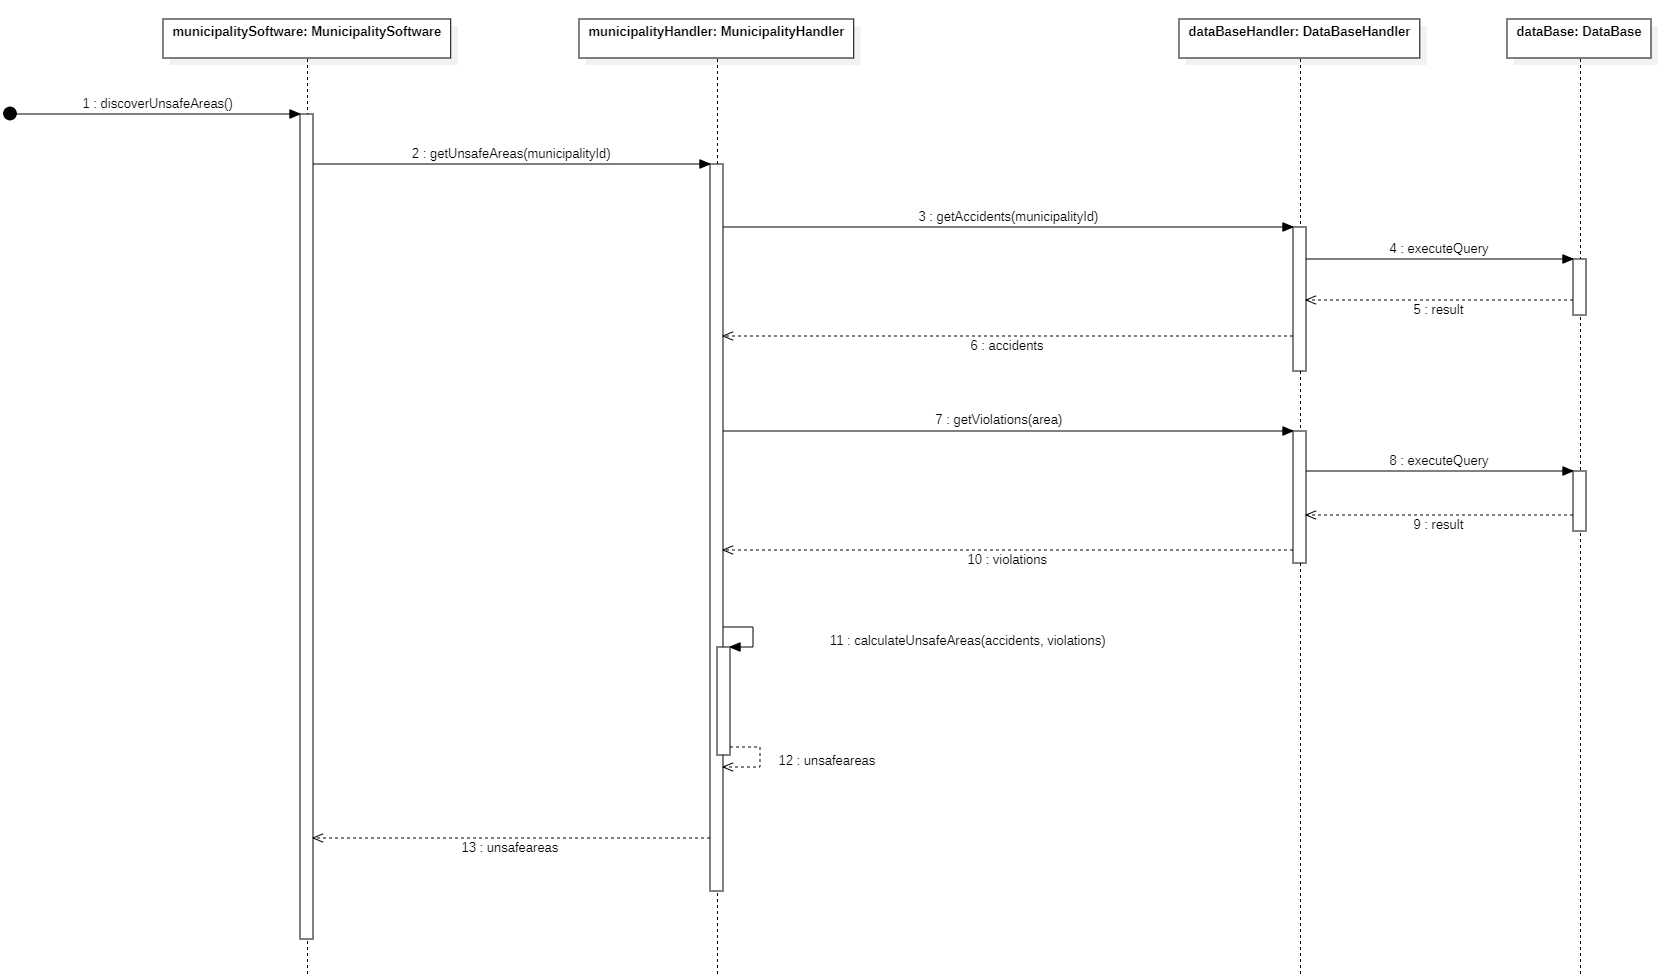 municipalitySoftware: MunicipalitySoftware
municipalityHandler: MunicipalityHandler
dataBaseHandler: DataBaseHandler
dataBase: DataBase
1 : discoverUnsafeAreas()
2 : getUnsafeAreas(municipalityId)
3 : getAccidents(municipalityId)
4 : executeQuery
5 : result
6 : accidents
7 : getViolations(area)
8 : executeQuery
9 : result
10 : violations
11 : calculateUnsafeAreas(accidents, violations)
12 : unsafeareas
13 : unsafeareas